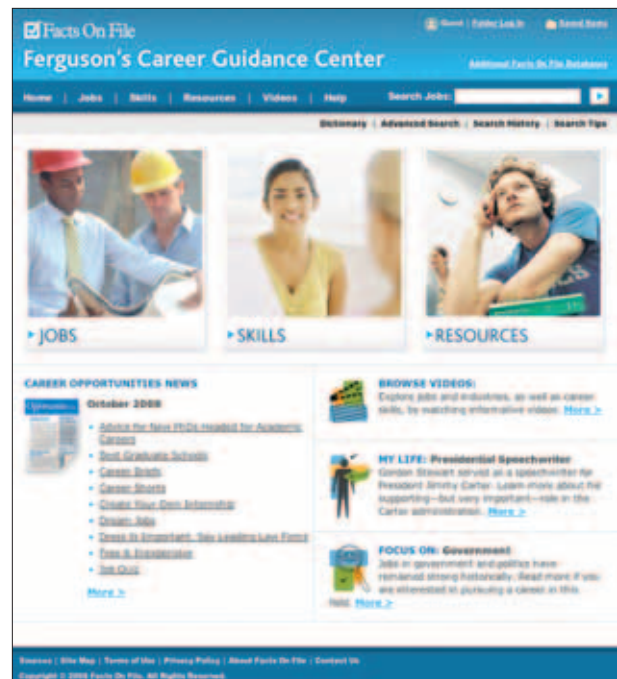 Facts On File
Guest | Folder Log In
Saved Items
Ferguson's Career Guidance Center
Additional Facts On File Databases
Home | Jobs | Skills | Resources | Videos | Help
Search Jobs:
Dictionary | Advanced Search | Search History | Search Tips
JOBS
SKILLS
RESOURCES
CAREER OPPORTUNITIES NEWS
October 2008
Advice for New PhDs Headed for Academic
Careers
Best Graduate Schools
Career Briefs
Career Shorts
Create Your Own Internship
Dream Jobs
Dress Is Important, Say Leading Law Firms
Free & Inexpensive
Job Quiz
More >
BROWSE VIDEOS:
Explore jobs and industries, as well as career
skills, by watching informative videos. More >
MY LIFE: Presidential Speechwriter
Gordon Stewart served as a speechwriter for
President Jimmy Carter. Learn more about his
supporting—but very important—role in the
Carter administration. More >
FOCUS ON: Government
Jobs in government and politics have
remained strong historically. Read more if you
are interested in pursuing a career in this
field. More >
Sources | Site Map | Terms of Use | Privacy Policy | About Facts On File | Contact Us
Copyright © 2008 Facts On File. All Rights Reserved.